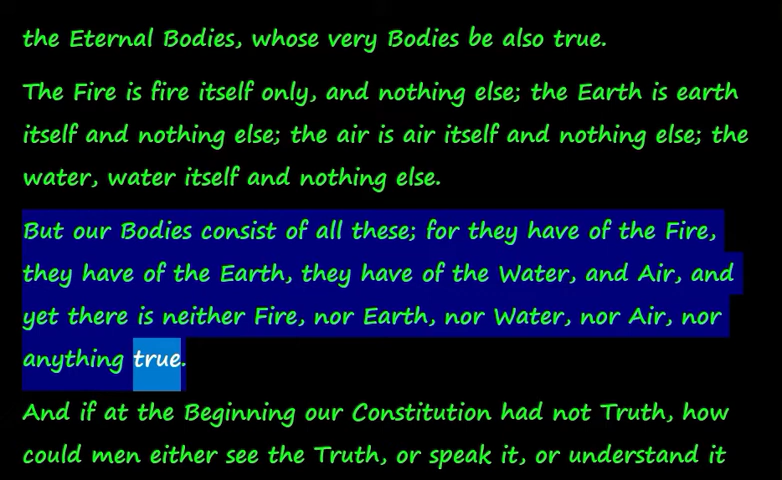 the Eternal Bodies, whose very Bodies be also true.
The Fire is fire itself only, and nothing else; the Earth is earth
itself and nothing else; the air is air itself and nothing else; the
water, water itself and nothing else.
But our Bodies consist of all these; for they have of the Fire,
they have of the Earth, they have of the Water, and Air, and
yet there is neither Fire, nor Earth, nor Water, nor Air, nor
anything true.
And if at the Beginning our Constitution had not Truth, how
could men either see the Truth, or speak it, or understand it